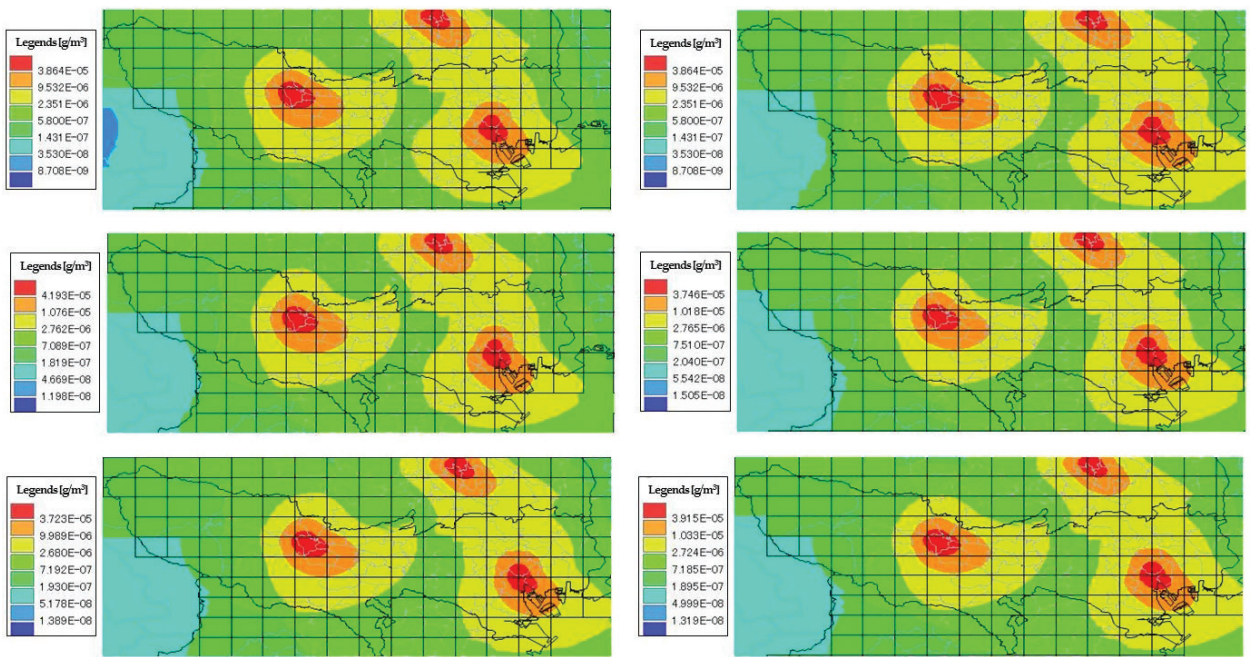 Legends [g/m³]
3.864E-05
9.532E-06
2.351E-06
5.800E-07
1.431E-07
3.530E-08
8.708E-09
Legends [g/m³]
3.864E-05
9.532E-06
2.351E-06
5.800E-07
1.431E-07
3.530E-08
8.708E-09
Legends [g/m³]
4.193E-05
1.076E-05
2.762E-06
7.089E-07
1.819E-07
4.669E-08
1.198E-08
Legends [g/m³]
3.746E-05
1.018E-05
2.765E-06
7.510E-07
2.040E-07
5.542E-08
1.505E-08
Legends [g/m³]
3.723E-05
9.989E-06
2.680E-06
7.192E-07
1.930E-07
5.178E-08
1.389E-08
Legends [g/m³]
3.915E-05
1.033E-05
2.724E-06
7.185E-07
1.895E-07
4.999E-08
1.319E-08